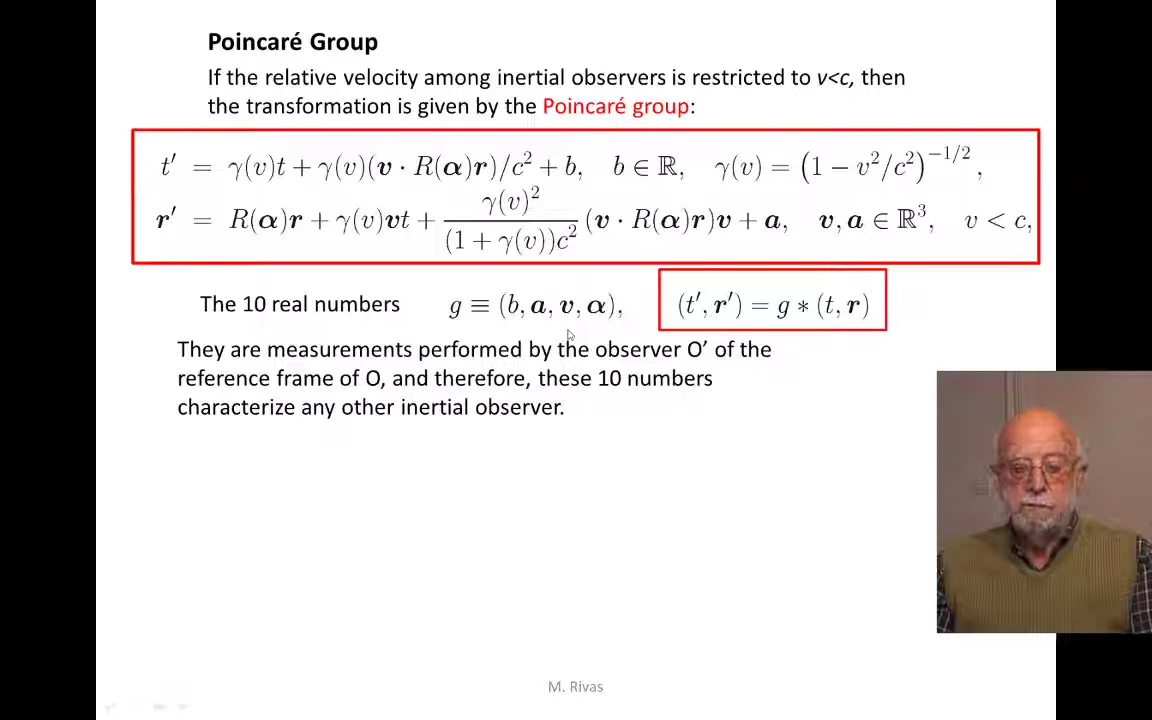 Poincaré Group
If the relative velocity among inertial observers is restricted to v<c, then
the transformation is given by the Poincaré group:
t′ = γ(v)t + γ(v)(v · R(α)r)/c² + b, b ∈ ℝ, γ(v) = (1 − v²/c²)^{−1/2},
r′ = R(α)r + γ(v)vt + γ(v)²/((1 + γ(v))c²) (v · R(α)r)v + a, v, a ∈ ℝ³, v < c,
The 10 real numbers g ≡ (b, a, v, α), (t′, r′) = g ∗ (t, r)
They are measurements performed by the observer O’ of the
reference frame of O, and therefore, these 10 numbers
characterize any other inertial observer.
M. Rivas